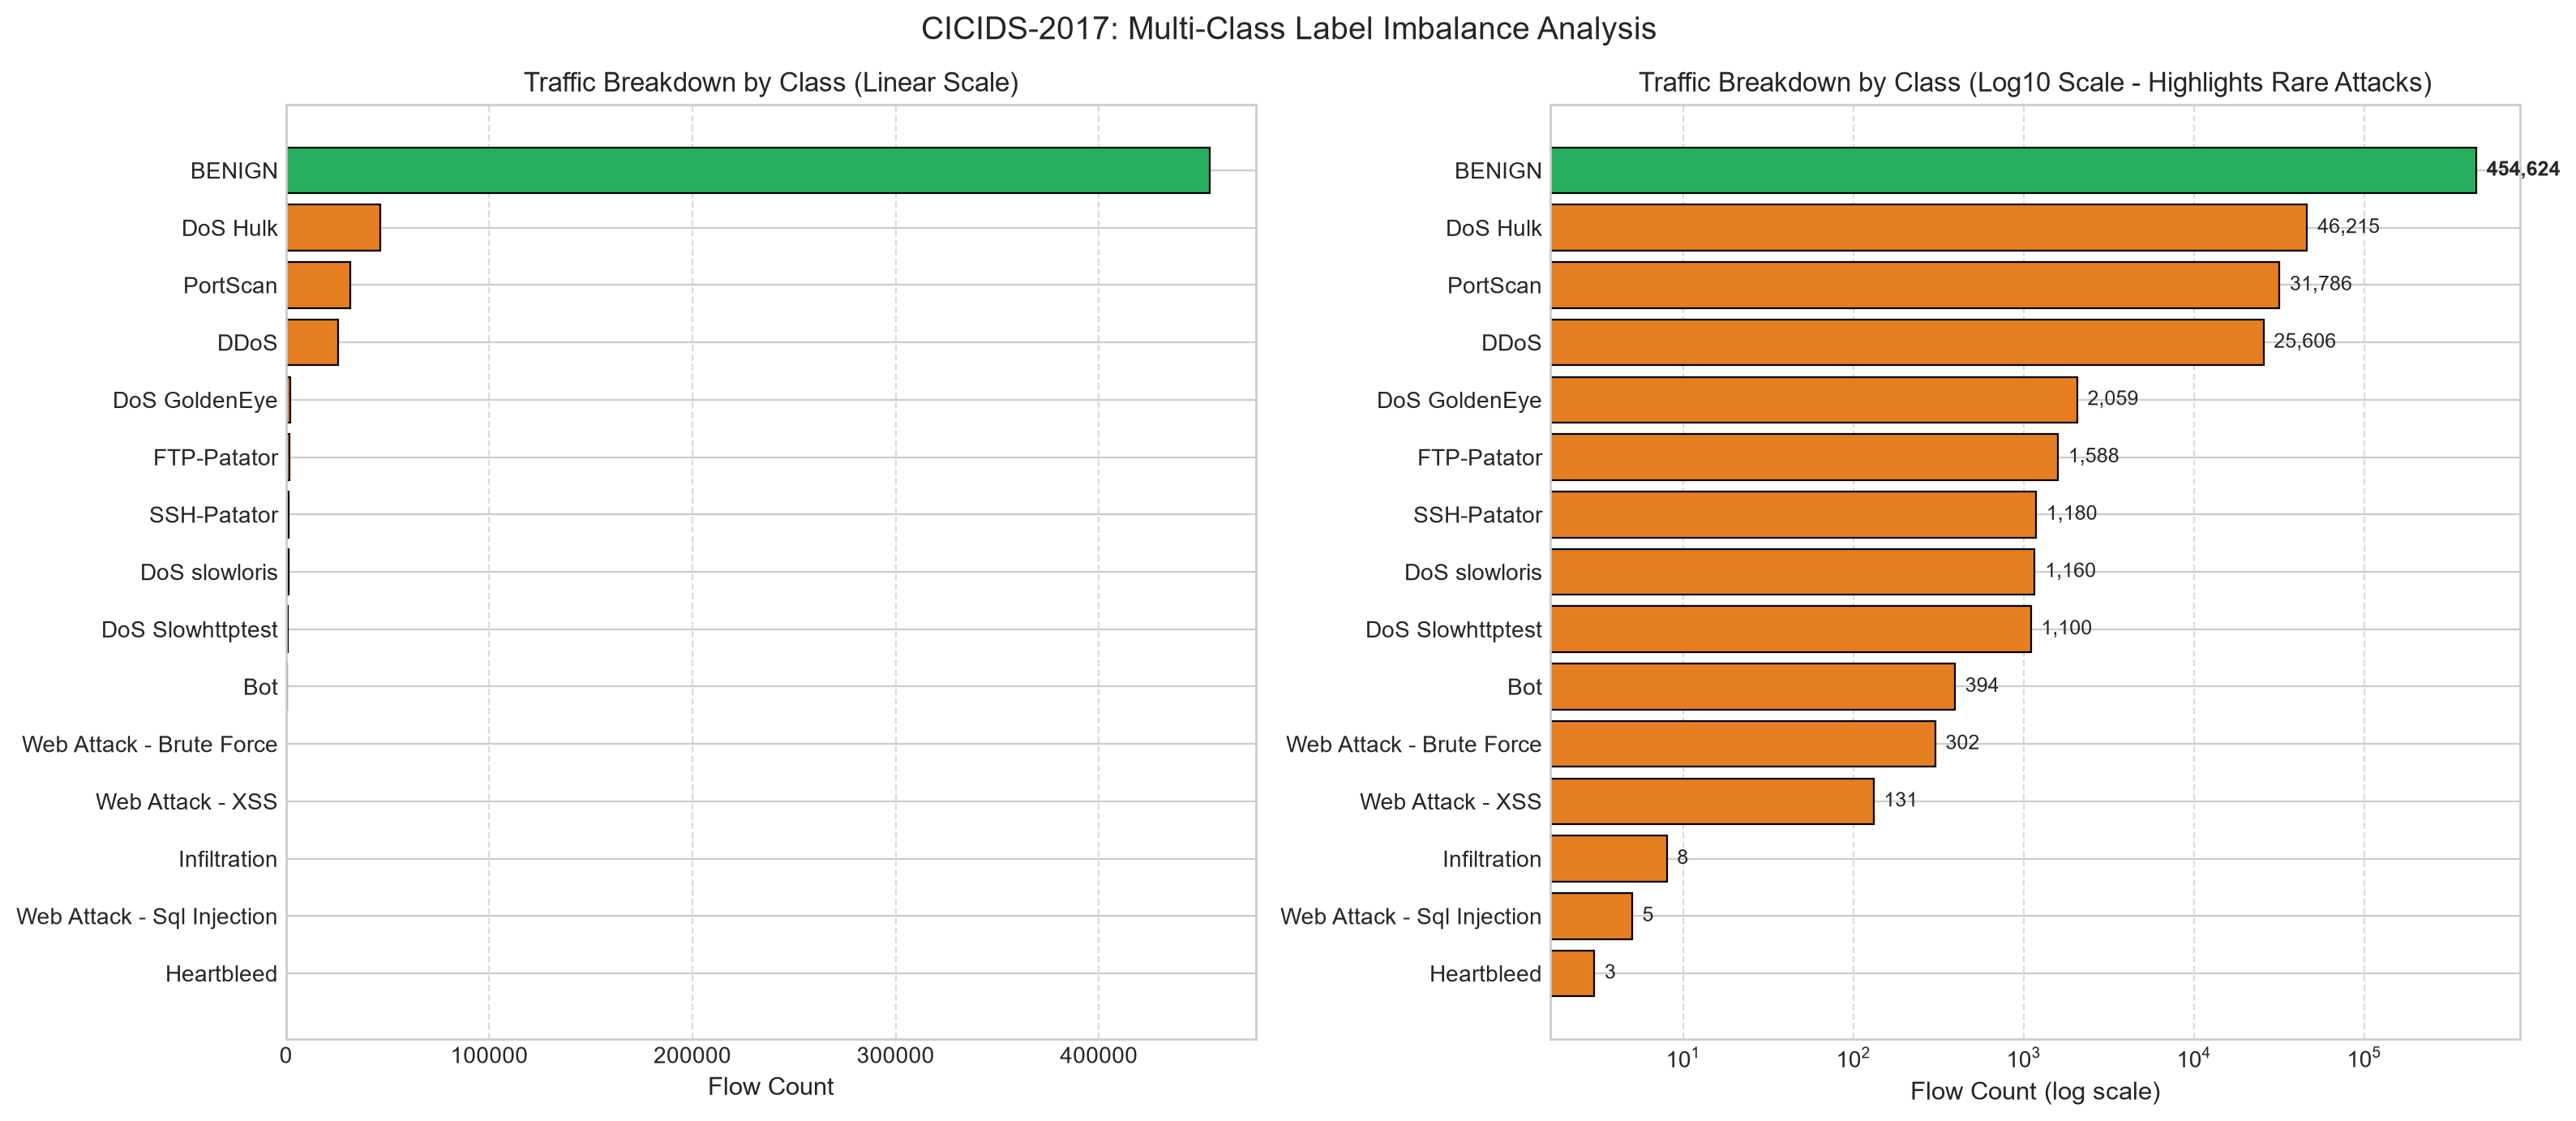 CICIDS-2017: Multi-Class Label Imbalance Analysis
Traffic Breakdown by Class (Linear Scale)
BENIGN
DoS Hulk
PortScan
DDoS
DoS GoldenEye
FTP-Patator
SSH-Patator
DoS slowloris
DoS Slowhttptest
Bot
Web Attack - Brute Force
Web Attack - XSS
Infiltration
Web Attack - Sql Injection
Heartbleed
0 100000 200000 300000 400000
Flow Count
Traffic Breakdown by Class (Log10 Scale - Highlights Rare Attacks)
BENIGN 454,624
DoS Hulk 46,215
PortScan 31,786
DDoS 25,606
DoS GoldenEye 2,059
FTP-Patator 1,588
SSH-Patator 1,180
DoS slowloris 1,160
DoS Slowhttptest 1,100
Bot 394
Web Attack - Brute Force 302
Web Attack - XSS 131
Infiltration 8
Web Attack - Sql Injection 5
Heartbleed 3
10¹ 10² 10³ 10⁴ 10⁵
Flow Count (log scale)